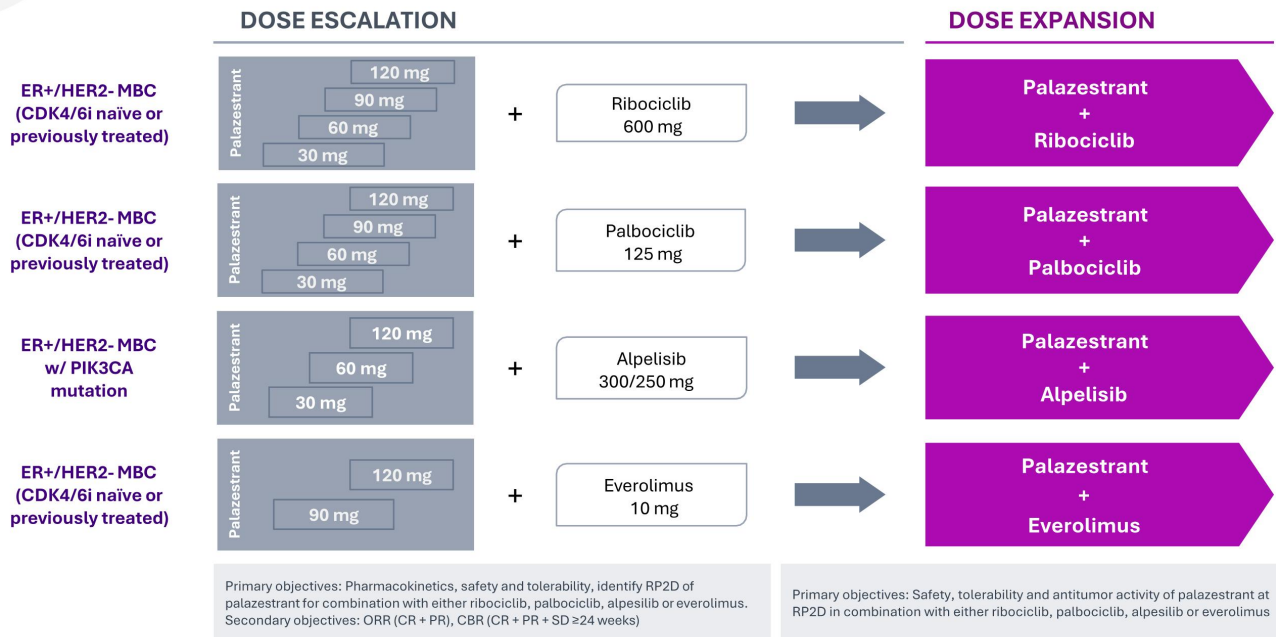 DOSE ESCALATION
DOSE EXPANSION
ER+/HER2- MBC
(CDK4/6i naïve or
previously treated)
Palazestrant
120 mg
90 mg
60 mg
30 mg
+
Ribociclib
600 mg
Palazestrant
+
Ribociclib
ER+/HER2- MBC
(CDK4/6i naïve or
previously treated)
Palazestrant
120 mg
90 mg
60 mg
30 mg
+
Palbociclib
125 mg
Palazestrant
+
Palbociclib
ER+/HER2- MBC
w/ PIK3CA
mutation
Palazestrant
120 mg
60 mg
30 mg
+
Alpelisib
300/250 mg
Palazestrant
+
Alpelisib
ER+/HER2- MBC
(CDK4/6i naïve or
previously treated)
Palazestrant
120 mg
90 mg
+
Everolimus
10 mg
Palazestrant
+
Everolimus
Primary objectives: Pharmacokinetics, safety and tolerability, identify RP2D of
palazestrant for combination with either ribociclib, palbociclib, alpesilib or everolimus.
Secondary objectives: ORR (CR + PR), CBR (CR + PR + SD ≥24 weeks)
Primary objectives: Safety, tolerability and antitumor activity of palazestrant at
RP2D in combination with either ribociclib, palbociclib, alpesilib or everolimus